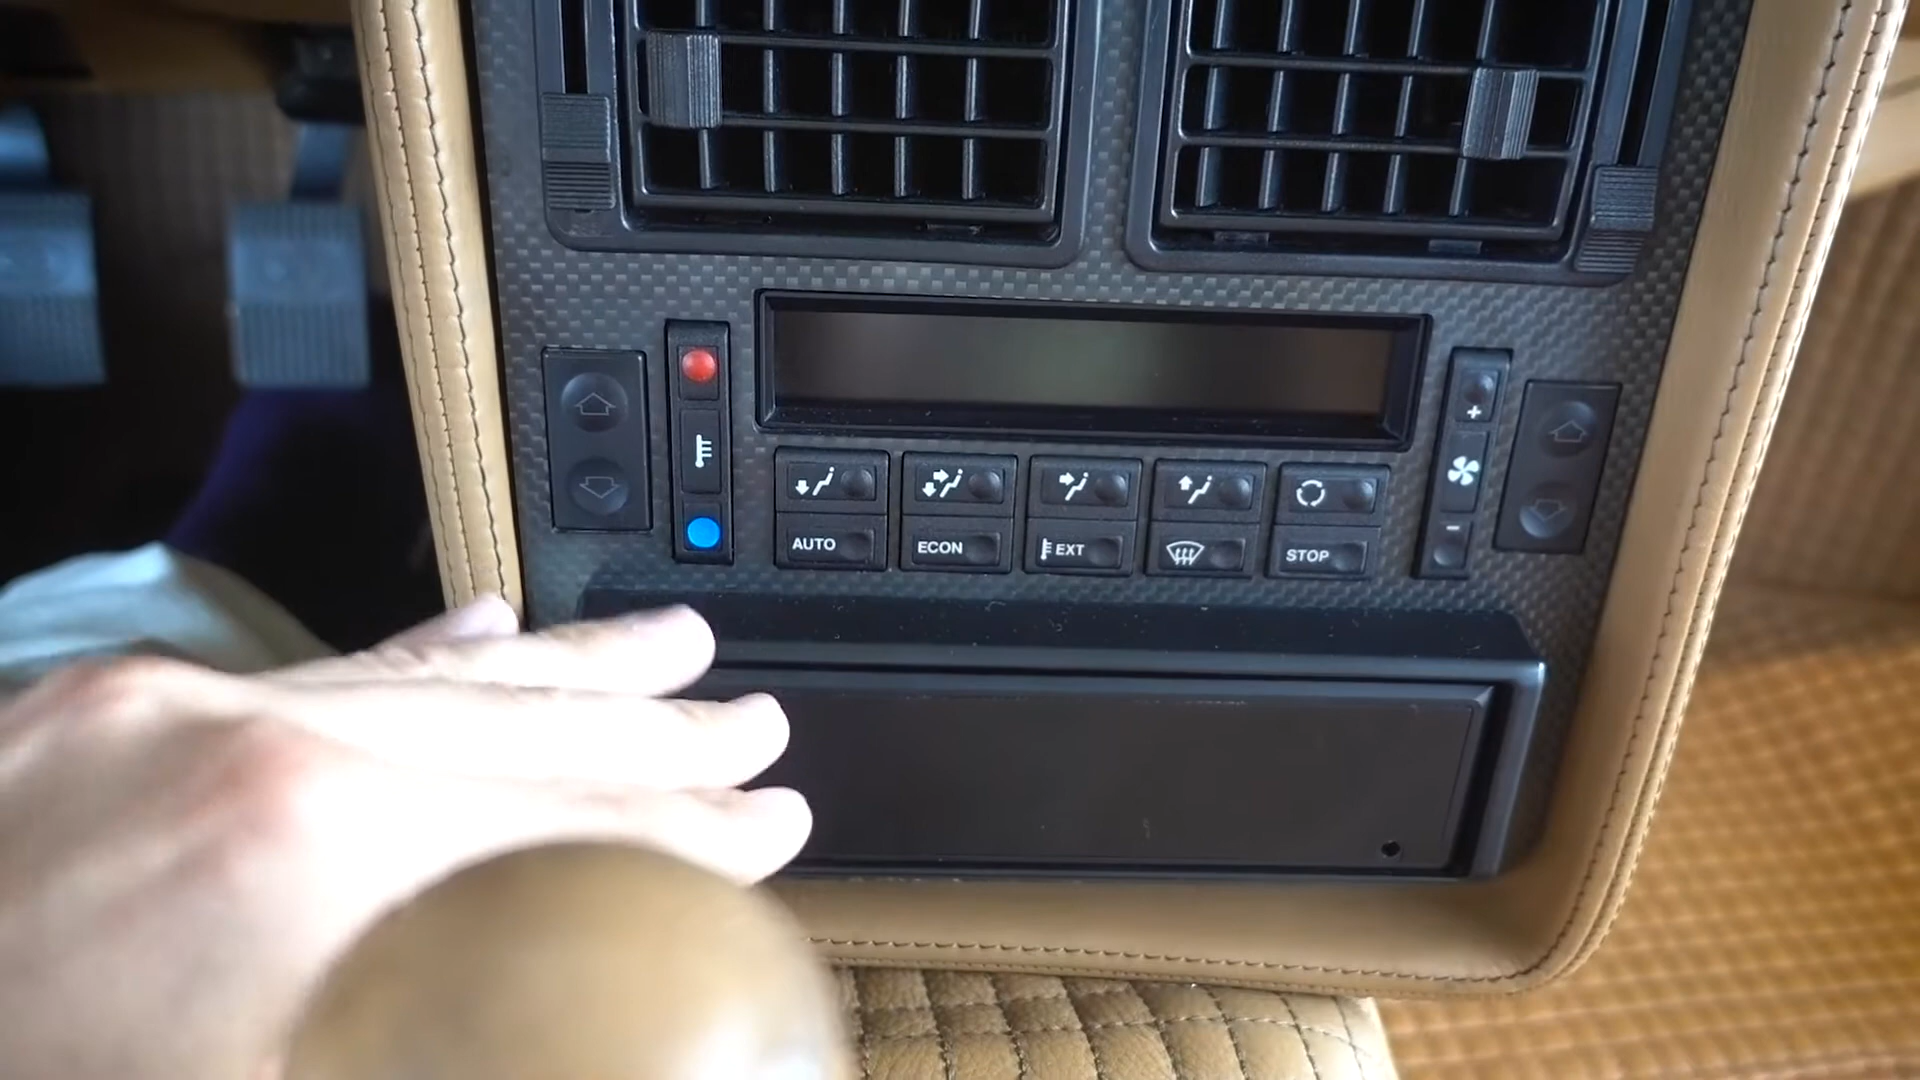 +
-
AUTO
ECON
EXT
STOP